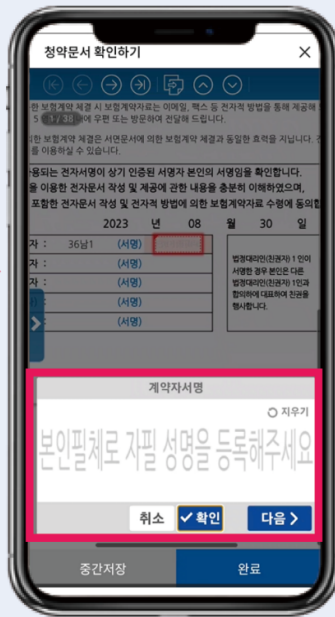 청약문서 확인하기
한 보험계약 체결 시 보험계약자료는 이메일, 팩스 등 전자적 방법을 통해 제공해
5 1 / 38 에 우편 또는 방문하여 전달해 드립니다.
한 보험계약 체결은 서면문서에 의한 보험계약 체결과 동일한 효력을 지닙니다.
를 이용하실 수 있습니다.
용되는 전자서명이 상기 인증된 서명자 본인의 서명임을 확인합니다.
을 이용한 전자문서 작성 및 제공에 관한 내용을 충분히 이해하였으며,
포함한 전자문서 작성 및 전자적 방법에 의한 보험계약자료 수령에 동의합
2023 년 08 월 30 일
자 : 36남1 (서명)
자 : (서명)
자 : (서명)
: (서명)
: (서명)
법정대리인(친권자) 1 인이
서명한 경우 본인은 다른
법정대리인(친권자) 1인과
합의하에 대표하여 친권을
행사합니다.
계약자서명
지우기
본인필체로 자필 성명을 등록해주세요
취소 확인 다음
중간저장 완료